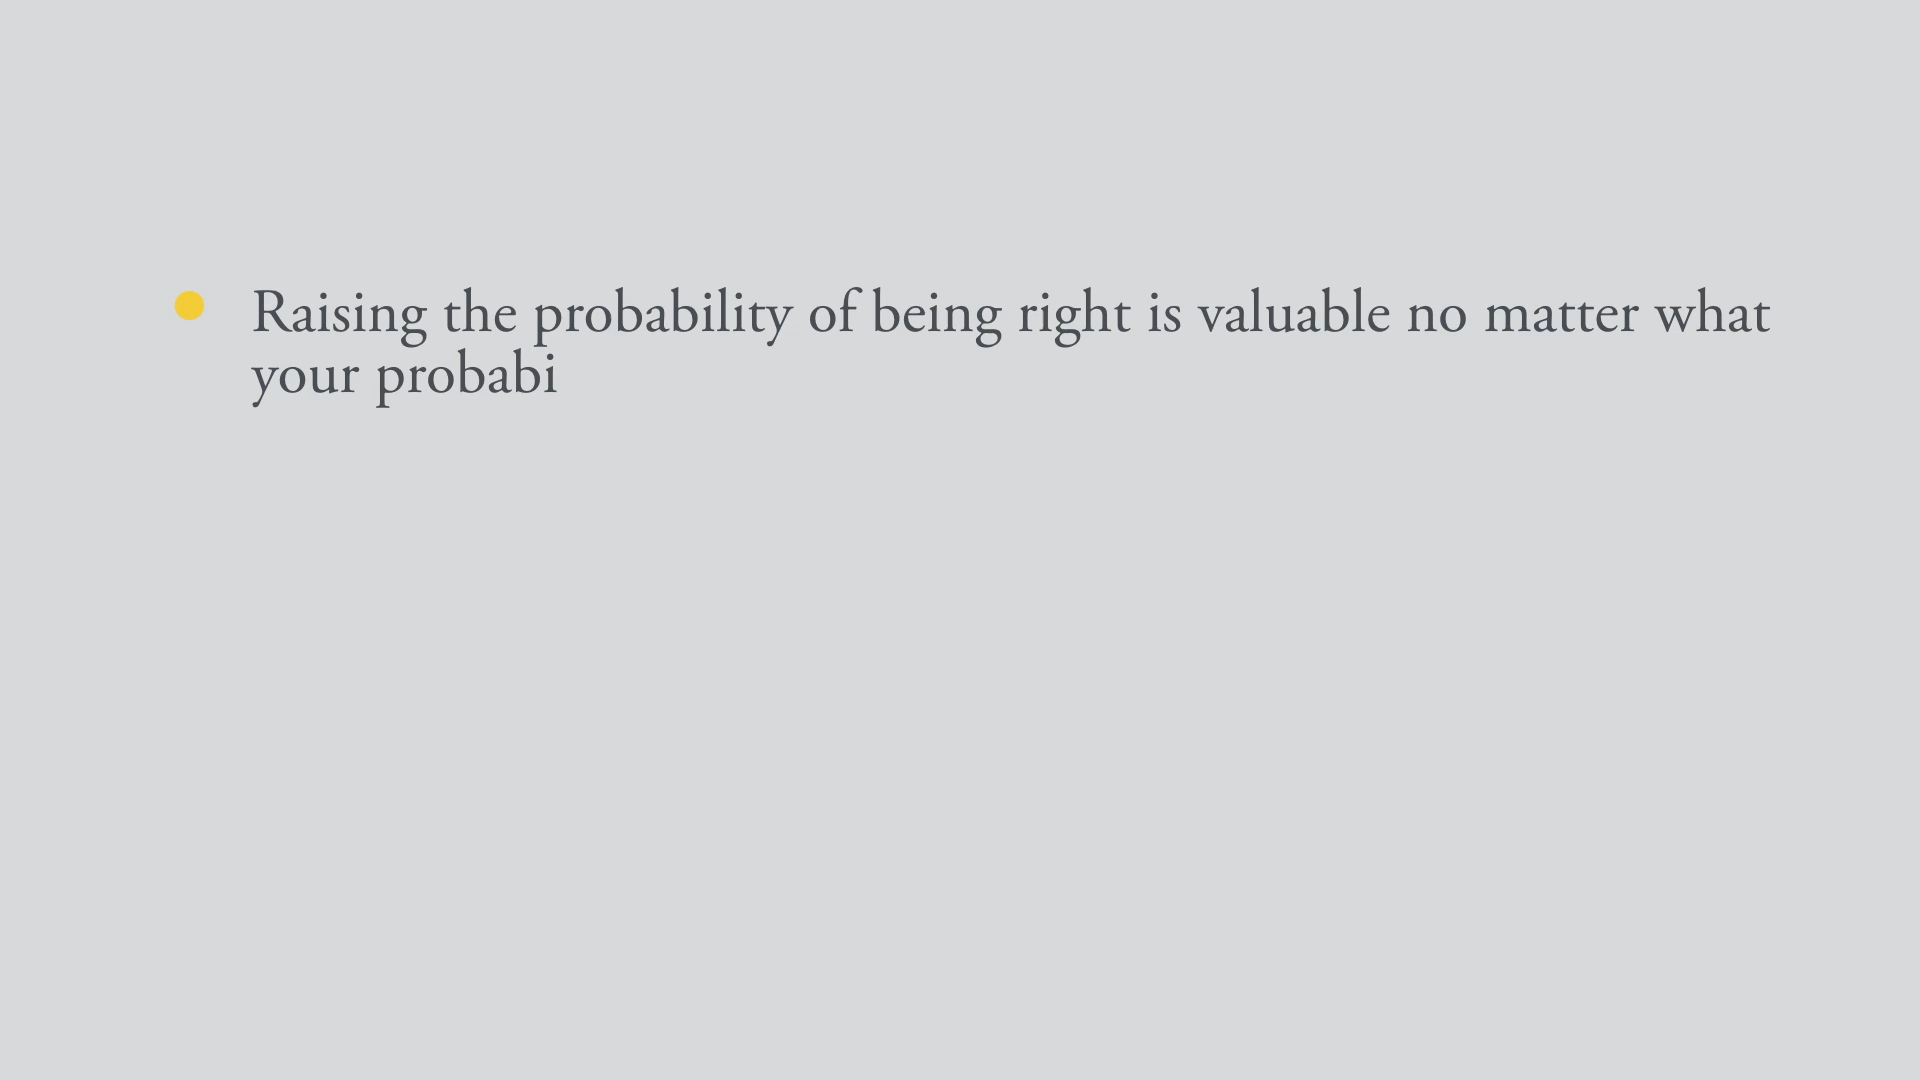 Raising the probability of being right is valuable no matter what
your probabi